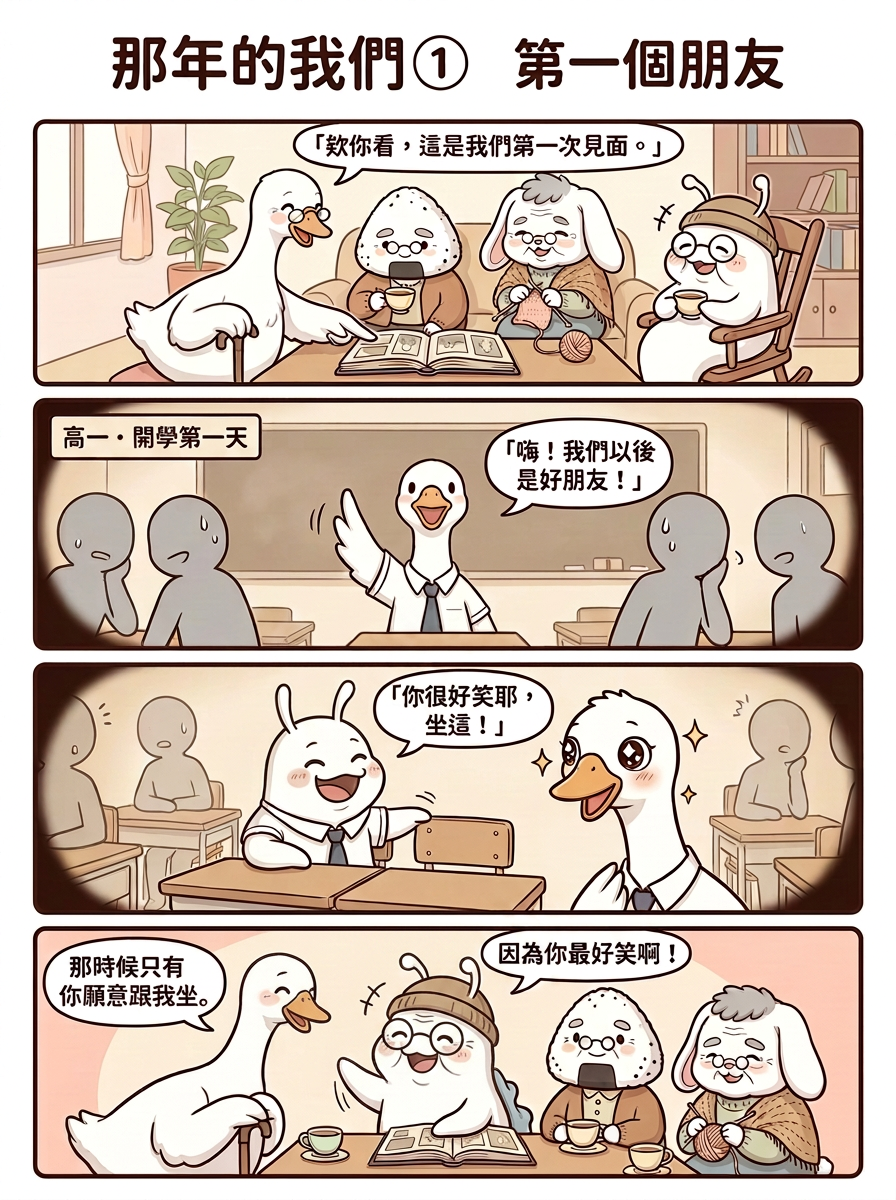 那年的我們① 第一個朋友
「欸你看，這是我們第一次見面。」
高一・開學第一天
「嗨！我們以後
是好朋友！」
「你很好笑耶，
坐這！」
那時候只有
你願意跟我坐。
因為你最好笑啊！